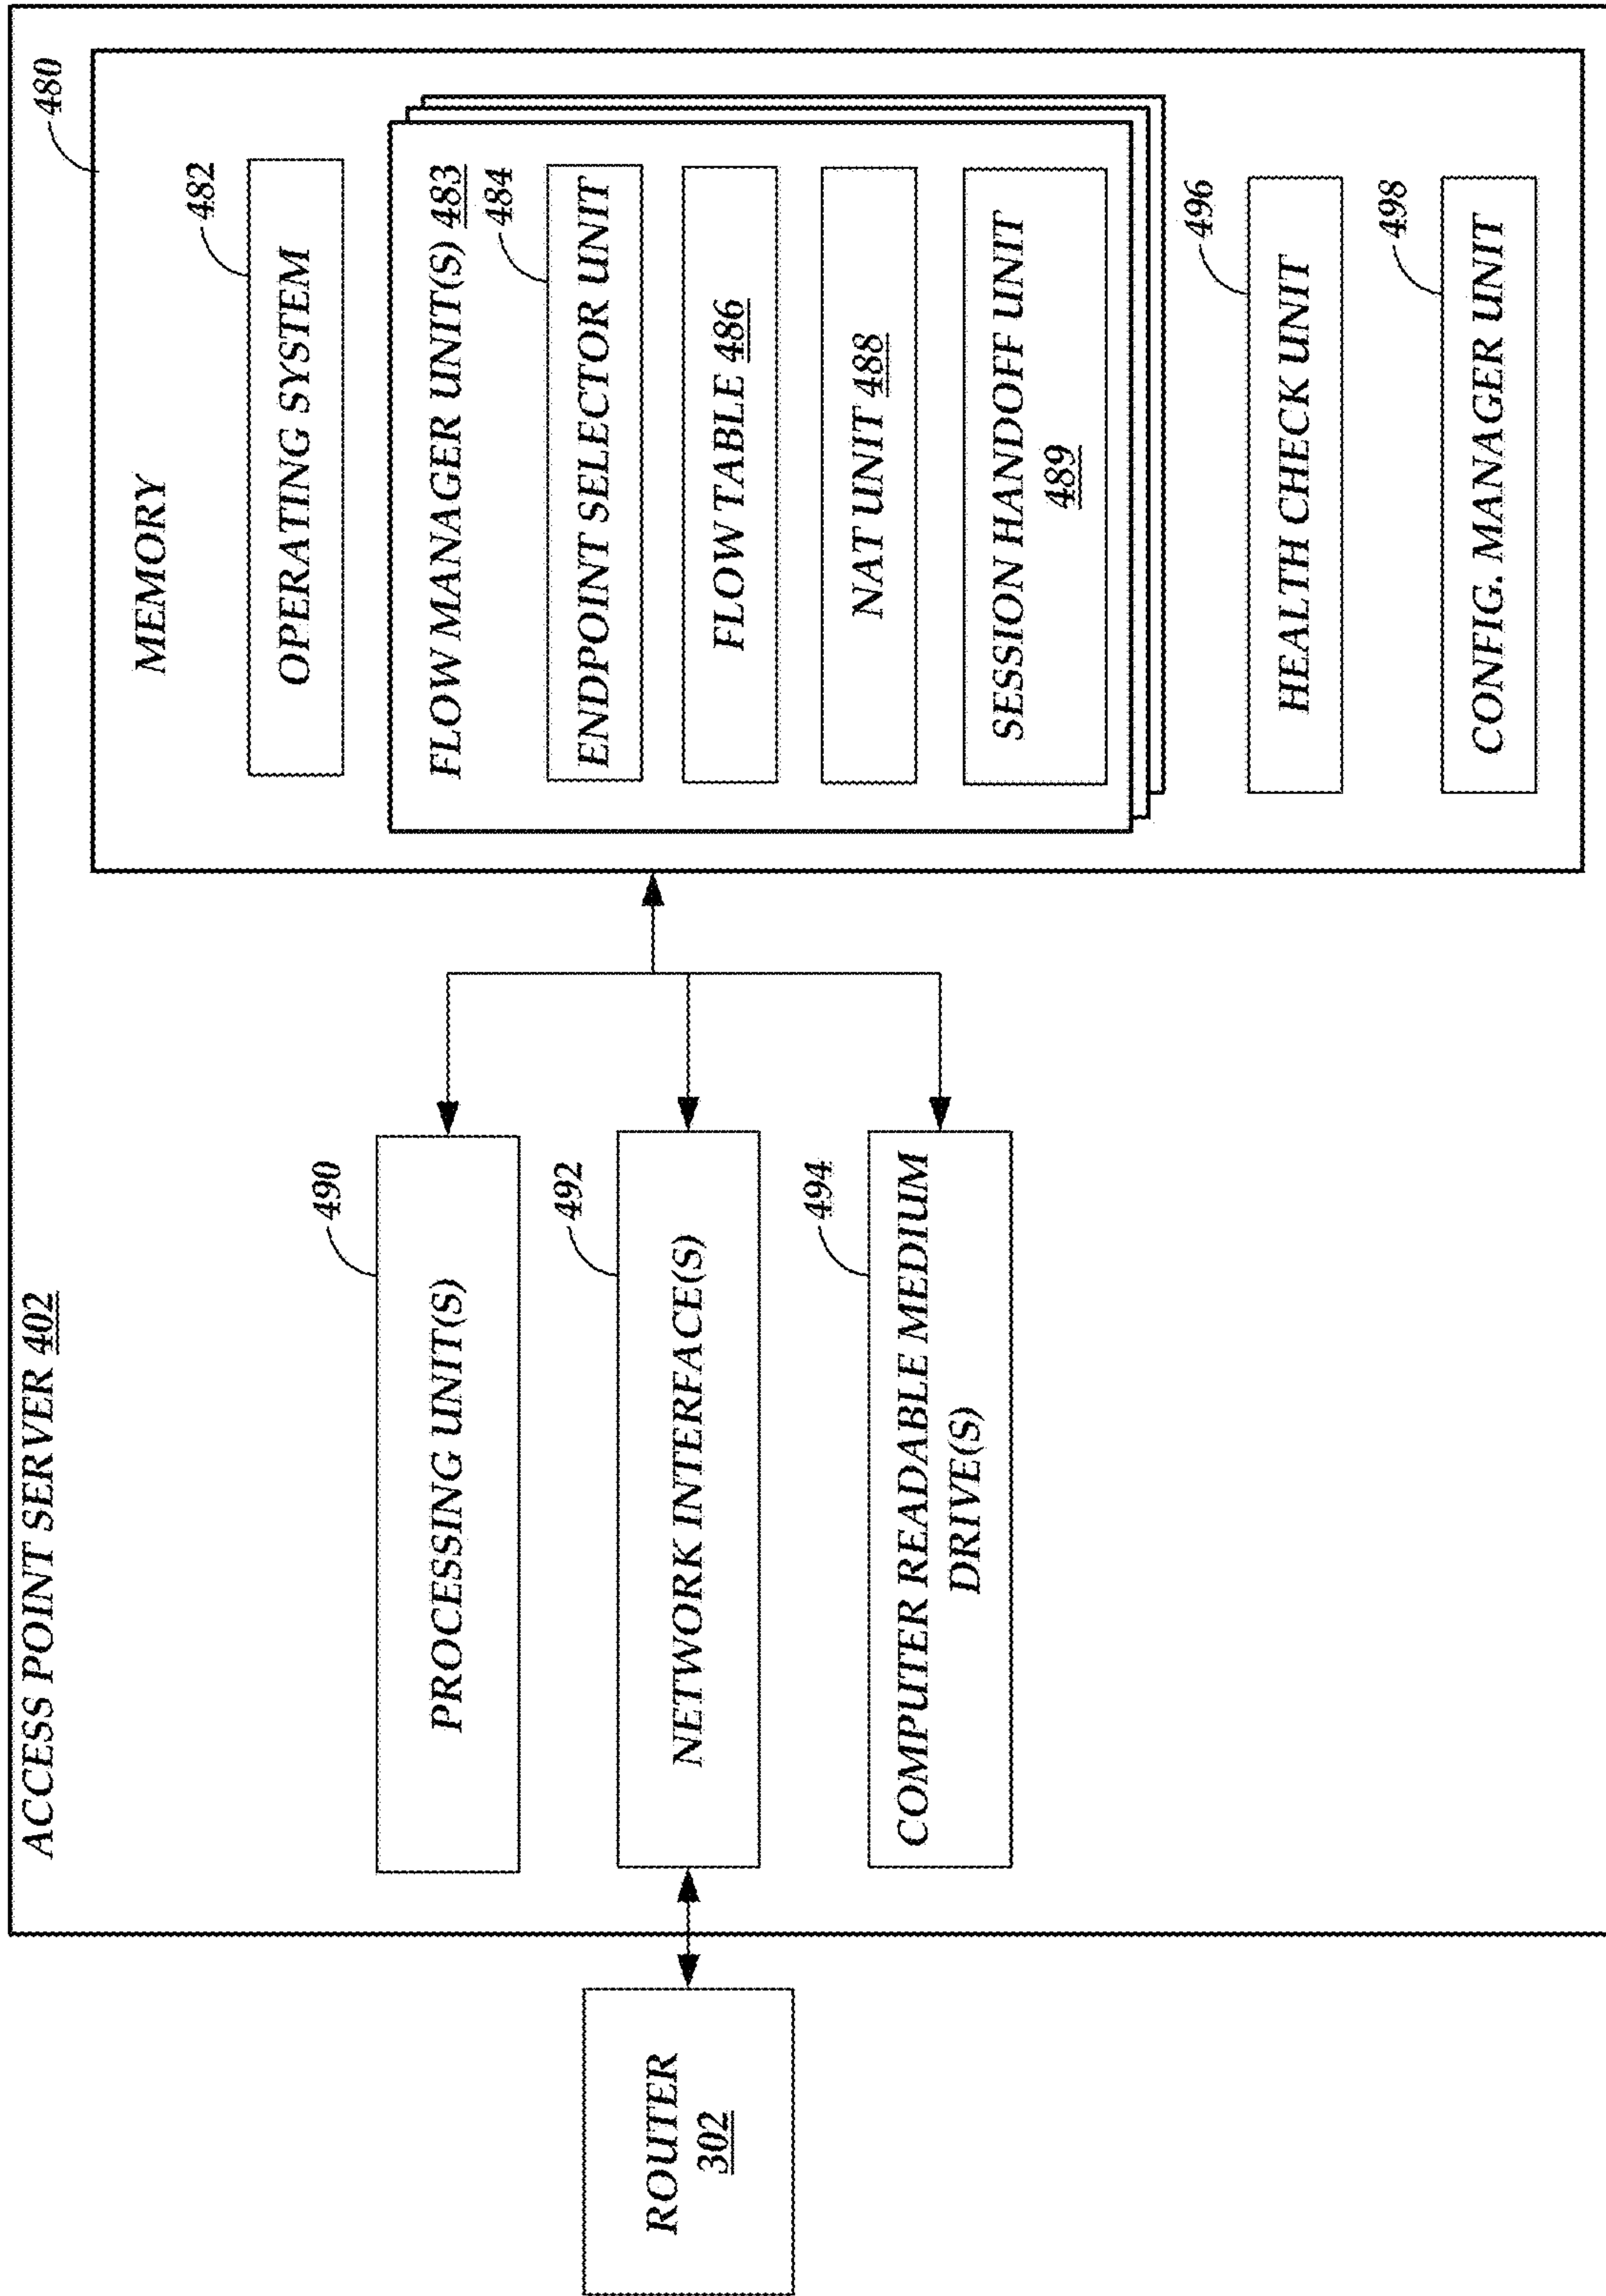 ACCESS POINT SERVER 402
480
MEMORY
482
OPERATING SYSTEM
FLOW MANAGER UNIT(S) 483
484
ENDPOINT SELECTOR UNIT
FLOW TABLE 486
NAT UNIT 488
SESSION HANDOFF UNIT
489
496
HEALTH CHECK UNIT
498
CONFIG. MANAGER UNIT
490
PROCESSING UNIT(S)
492
NETWORK INTERFACE(S)
494
COMPUTER READABLE MEDIUM
DRIVE(S)
ROUTER
302